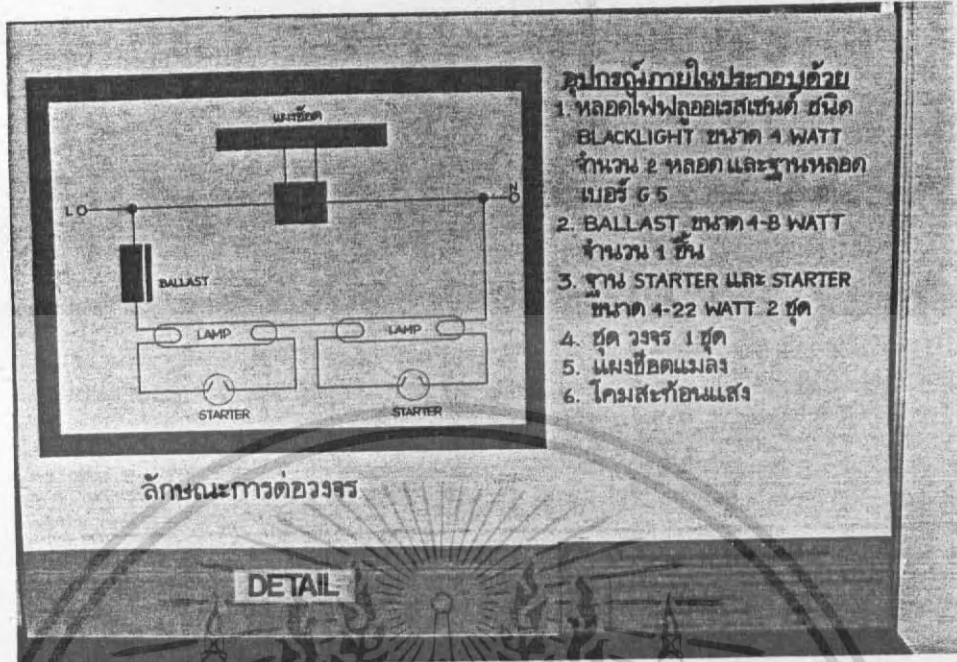 แผงช็อต
L
N
BALLAST
LAMP
LAMP
STARTER
STARTER
ลักษณะการต่อวงจร
อุปกรณ์ภายในประกอบด้วย
1. หลอดไฟฟลูออเรสเซนต์ ชนิด
BLACKLIGHT ขนาด 4 WATT
จำนวน 2 หลอด และฐานหลอด
เบอร์ G 5
2. BALLAST ขนาด 4-8 WATT
จำนวน 1 ชิ้น
3. ฐาน STARTER และ STARTER
ขนาด 4-22 WATT 2 ชุด
4. ชุด วงจร 1 ชุด
5. แผงช็อตแมลง
6. โคมสะท้อนแสง
DETAIL